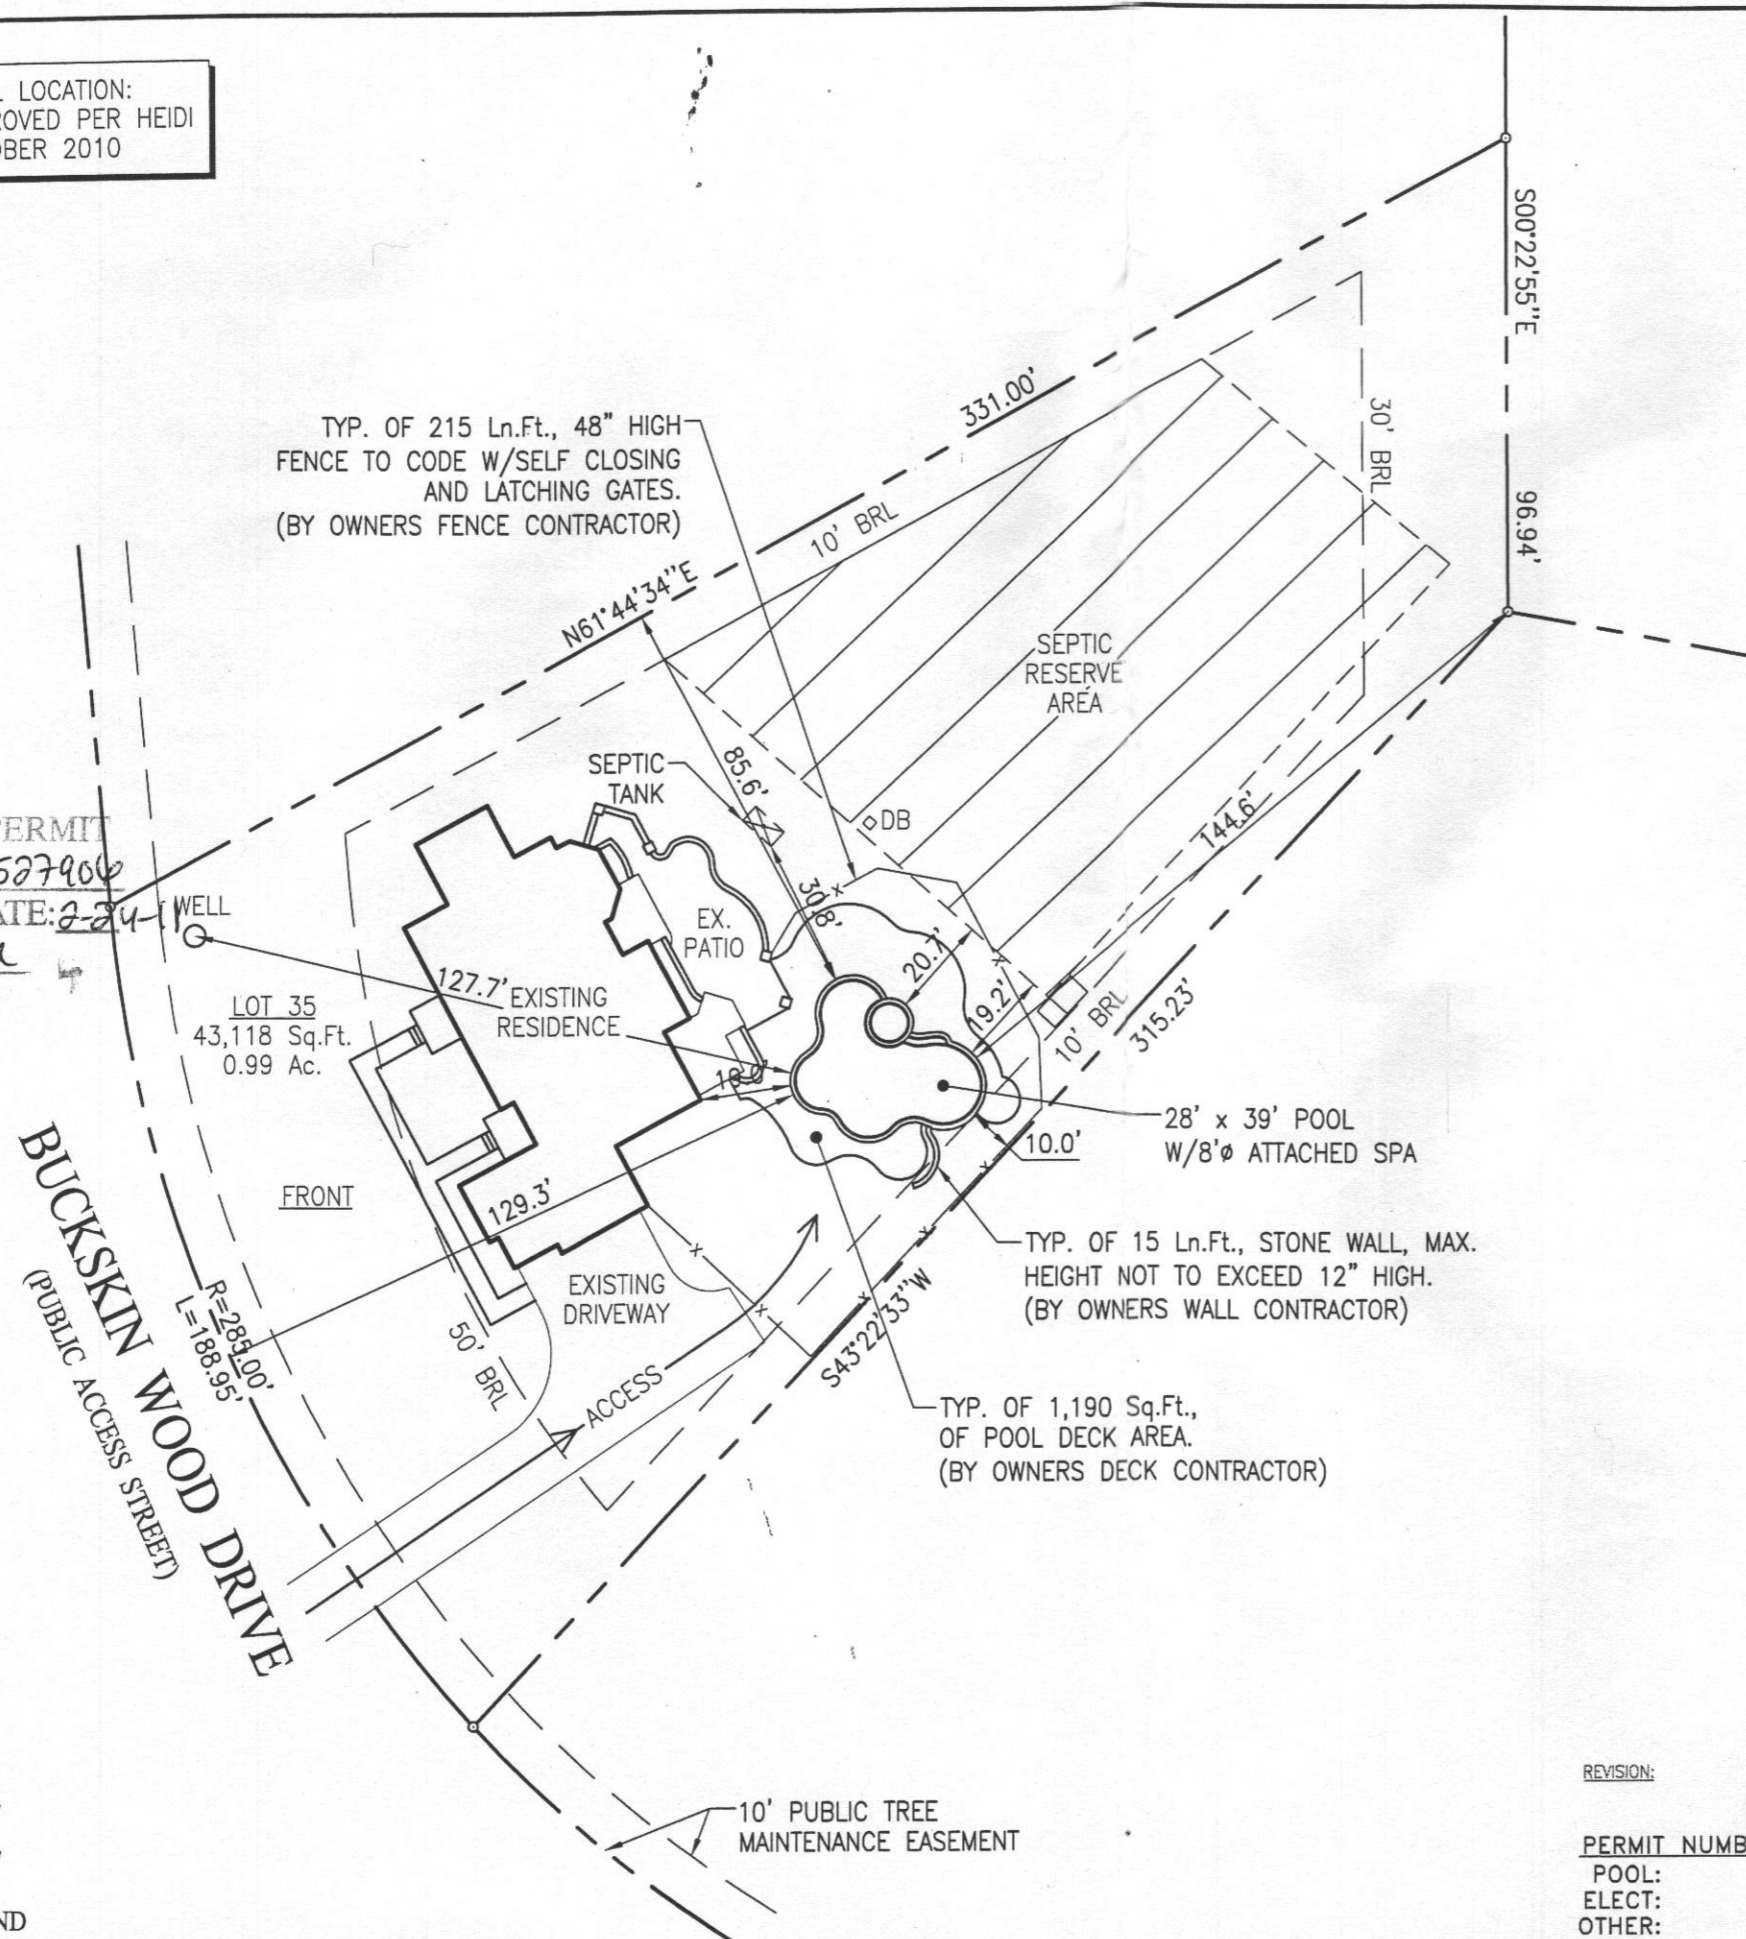 LOCATION:
PER HEIDI
2010
S00°22'55"E
96.94'
331.00'
30' BRL
TYP. OF 215 Ln.Ft., 48" HIGH
FENCE TO CODE W/SELF CLOSING
AND LATCHING GATES.
(BY OWNERS FENCE CONTRACTOR)
10' BRL
N61°44'34"E
SEPTIC
RESERVE
AREA
SEPTIC
TANK
85.6'
DB
144.6'
PERMIT
527906
2-24-11
WELL
30.8'
EX.
PATIO
20.7'
127.7'
EXISTING
RESIDENCE
19.2'
10' BRL
315.23'
LOT 35
43,118 Sq.Ft.
0.99 Ac.
28' x 39' POOL
W/8'ø ATTACHED SPA
10.0'
FRONT
129.3'
TYP. OF 15 Ln.Ft., STONE WALL, MAX.
HEIGHT NOT TO EXCEED 12" HIGH.
(BY OWNERS WALL CONTRACTOR)
EXISTING
DRIVEWAY
S43°22'33"W
R=285.00'
L=188.95'
50' BRL
ACCESS
BUCKSKIN WOOD DRIVE
(PUBLIC ACCESS STREET)
TYP. OF 1,190 Sq.Ft.,
OF POOL DECK AREA.
(BY OWNERS DECK CONTRACTOR)
10' PUBLIC TREE
MAINTENANCE EASEMENT
REVISION:
PERMIT NUMB
POOL:
ELECT:
OTHER:
ND